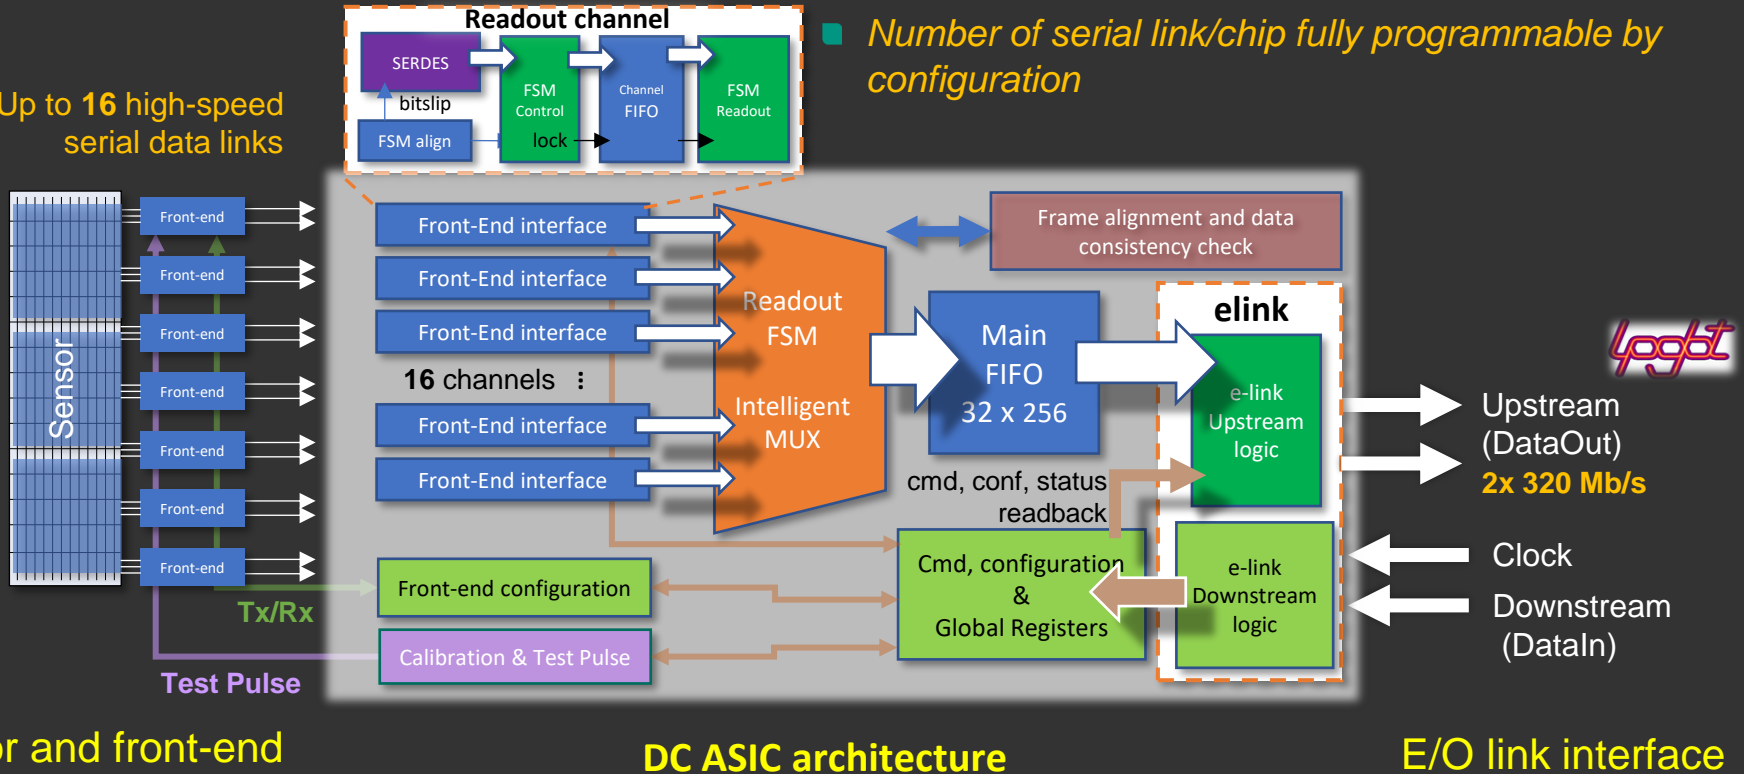 Readout channel
SERDES
bitslip
FSM align
FSM
Control
lock
Channel
FIFO
FSM
Readout
Number of serial link/chip fully programmable by
configuration
Up to 16 high-speed
serial data links
Sensor
Front-end
Front-end
Front-end
Front-end
Front-end
Front-end
Front-end
Tx/Rx
Test Pulse
Front-End interface
Front-End interface
Front-End interface
16 channels ⋮
Front-End interface
Front-End interface
Front-end configuration
Calibration & Test Pulse
Readout
FSM
Intelligent
MUX
Frame alignment and data
consistency check
Main
FIFO
32 x 256
cmd, conf, status
readback
Cmd, configuration
&
Global Registers
elink
e-link
Upstream
logic
e-link
Downstream
logic
lpgbt
Upstream
(DataOut)
2x 320 Mb/s
Clock
Downstream
(DataIn)
or and front-end
DC ASIC architecture
E/O link interface